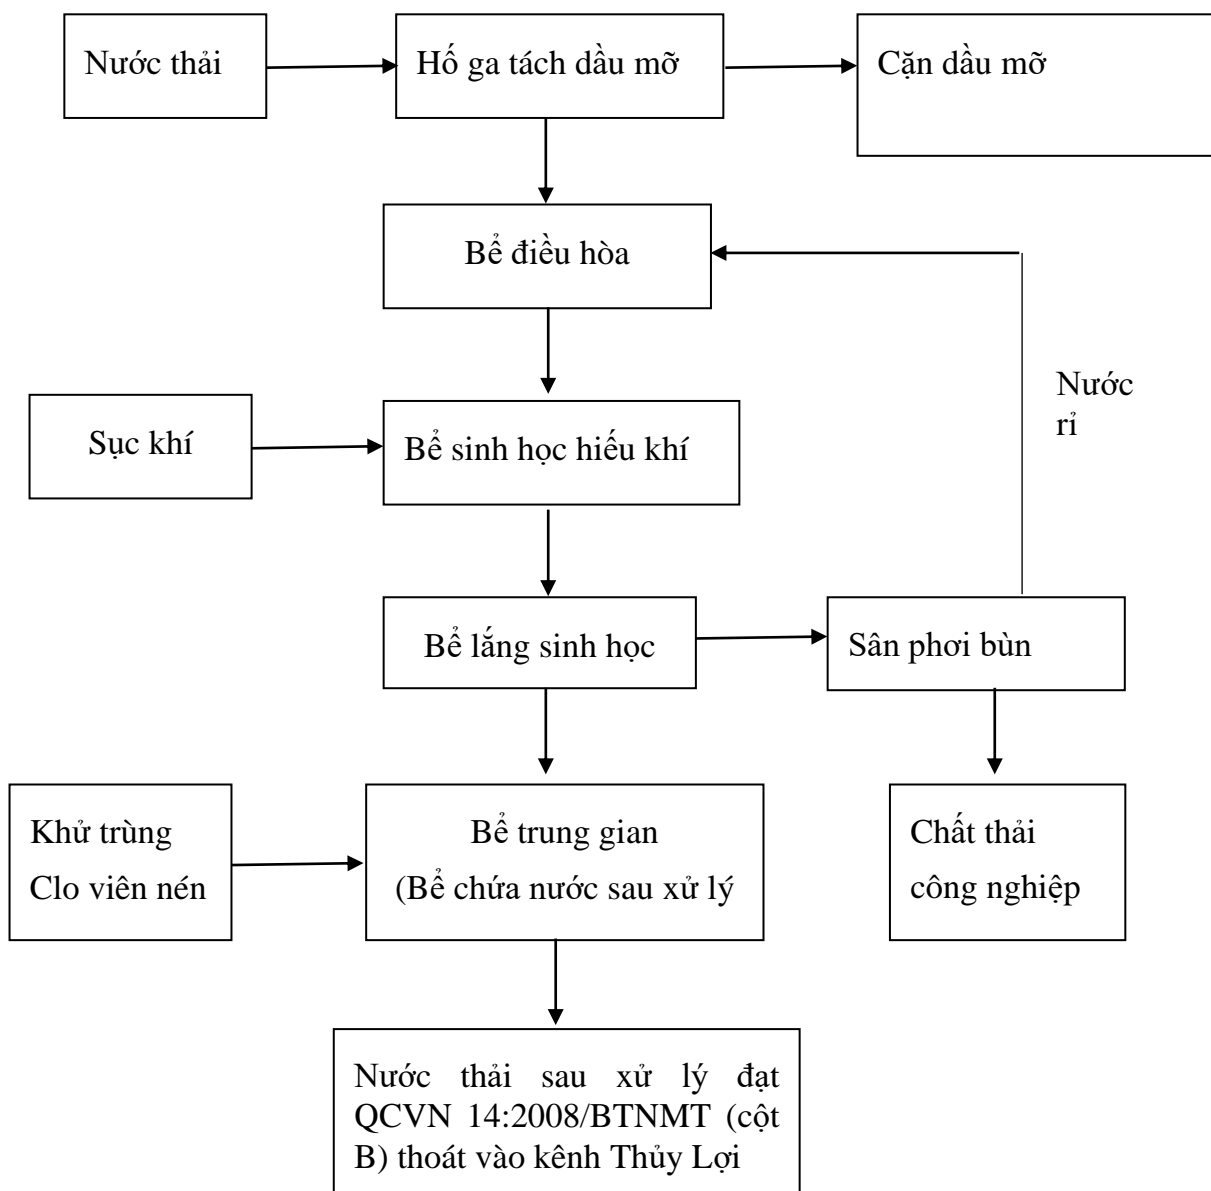 Nước thải
Hố ga tách dầu mỡ
Cặn dầu mỡ
Bể điều hòa
Nước
rỉ
Sục khí
Bể sinh học hiếu khí
Bể lắng sinh học
Sân phơi bùn
Khử trùng
Clo viên nén
Bể trung gian
(Bể chứa nước sau xử lý
Chất thải
công nghiệp
Nước thải sau xử lý đạt
QCVN 14:2008/BTNMT (cột
B) thoát vào kênh Thủy Lợi